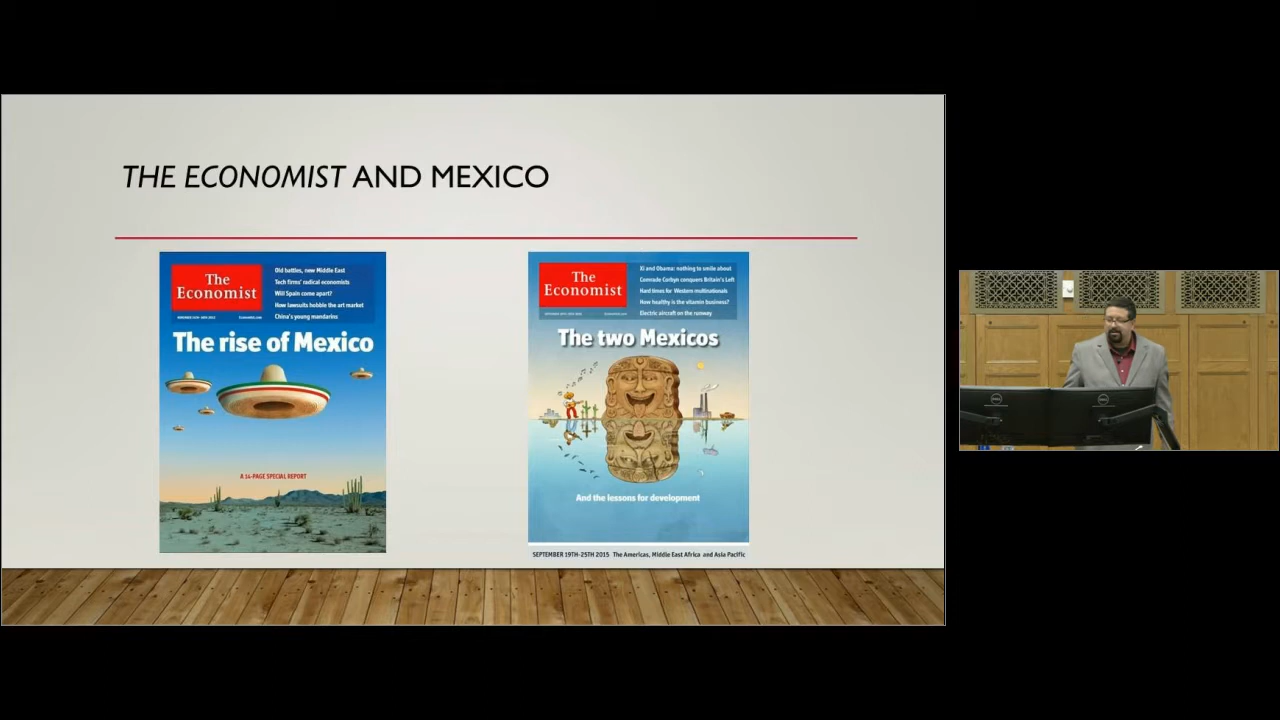 THE ECONOMIST AND MEXICO
The
Economist
Old battles, new Middle East
Tech firms' radical economists
Will Spain come apart?
How lawsuits hobble the art market
China's young mandarins
Economist.com
The rise of Mexico
A 14-PAGE SPECIAL REPORT
The
Economist
Xi and Obama: nothing to smile about
Comrade Corbyn conquers Britain's Left
Hard times for Western multinationals
How healthy is the vitamin business?
Electric aircraft on the runway
The two Mexicos
And the lessons for development
SEPTEMBER 19TH-25TH 2015 The Americas, Middle East Africa and Asia Pacific
DELL
DELL